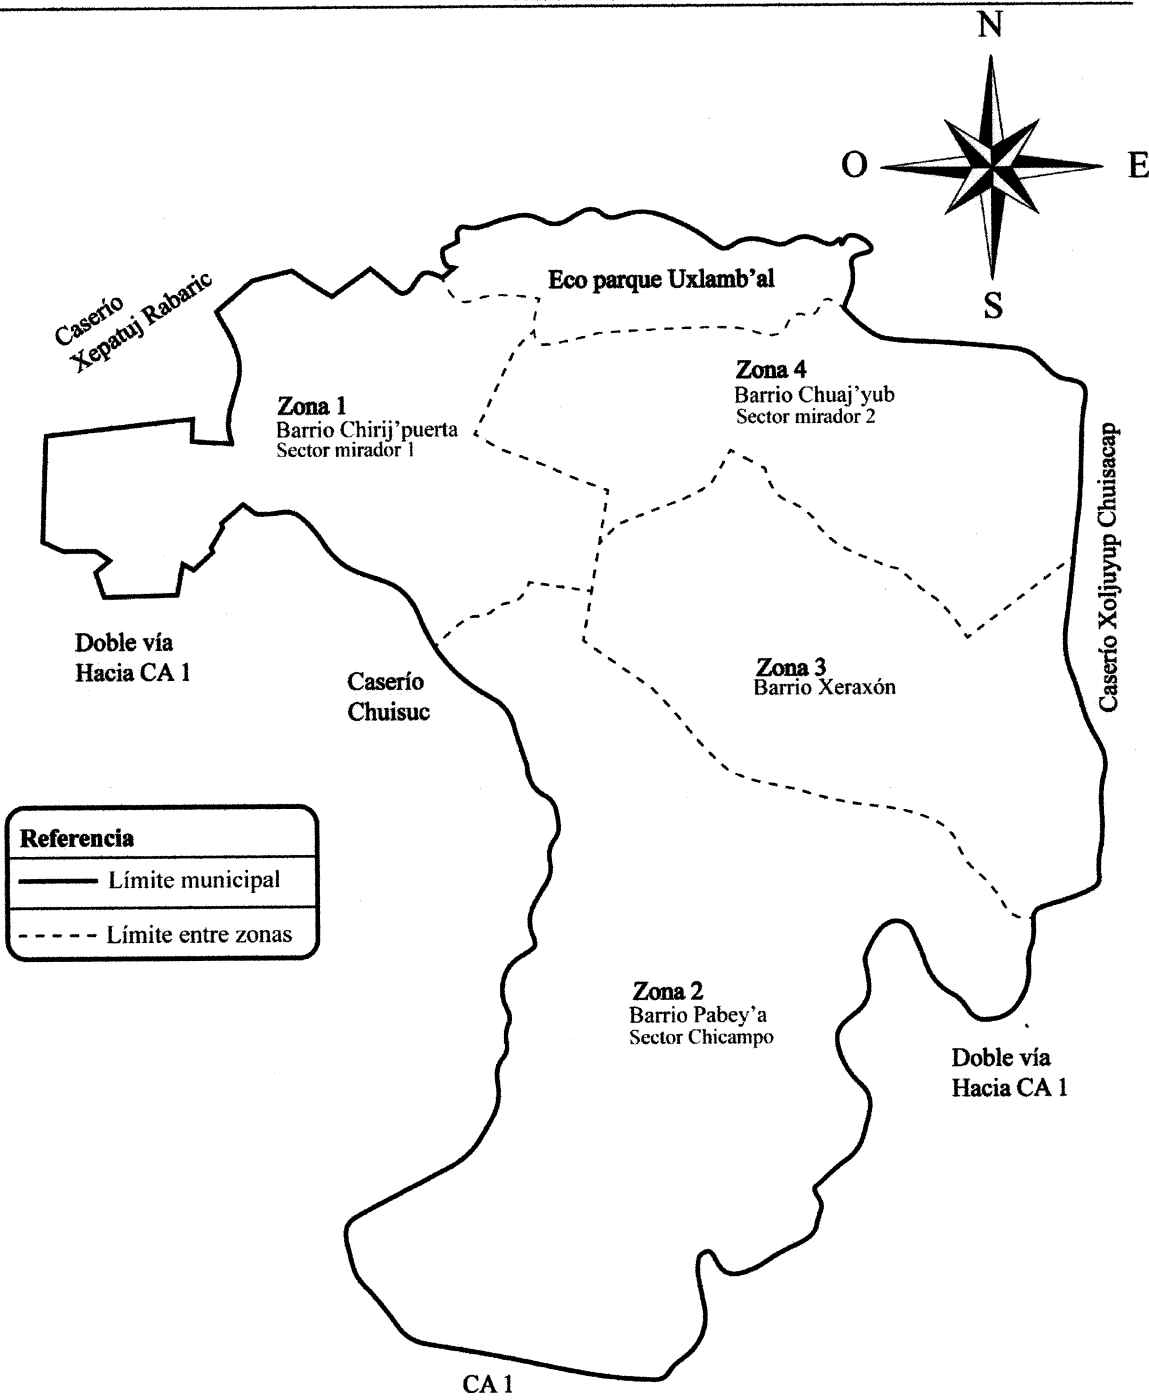 N
O
E
S
Eco parque Uxlamb'al
Caserío
Xepatuj Rabaric
Zona 4
Barrio Chuaj'yub
Sector mirador 2
Zona 1
Barrio Chirij'puerta
Sector mirador 1
Caserío Xoljuyup Chuisacap
Doble vía
Hacia CA 1
Caserío
Chuisuc
Zona 3
Barrio Xeraxón
Referencia
Límite municipal
Límite entre zonas
Zona 2
Barrio Pabey'a
Sector Chicampo
Doble vía
Hacia CA 1
CA 1